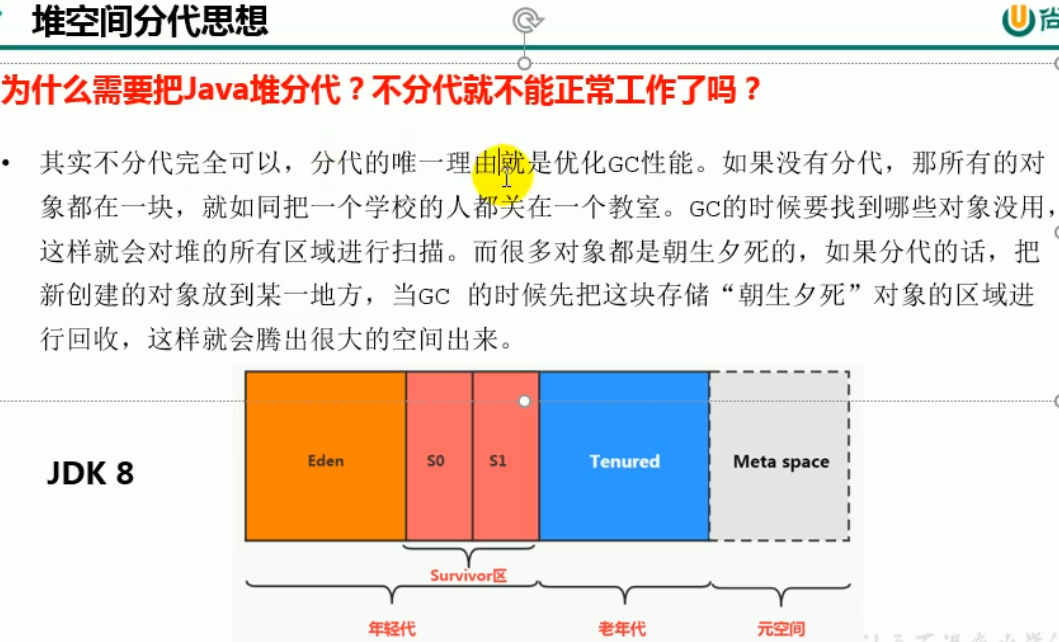 堆空间分代思想
为什么需要把Java堆分代？不分代就不能正常工作了吗？
• 其实不分代完全可以，分代的唯一理由就是优化GC性能。如果没有分代，那所有的对
象都在一块，就如同把一个学校的人都关在一个教室。GC的时候要找到哪些对象没用，
这样就会对堆的所有区域进行扫描。而很多对象都是朝生夕死的，如果分代的话，把
新创建的对象放到某一地方，当GC 的时候先把这块存储“朝生夕死”对象的区域进
行回收，这样就会腾出很大的空间出来。
JDK 8
Eden
S0
S1
Tenured
Meta space
Survivor区
年轻代
老年代
元空间